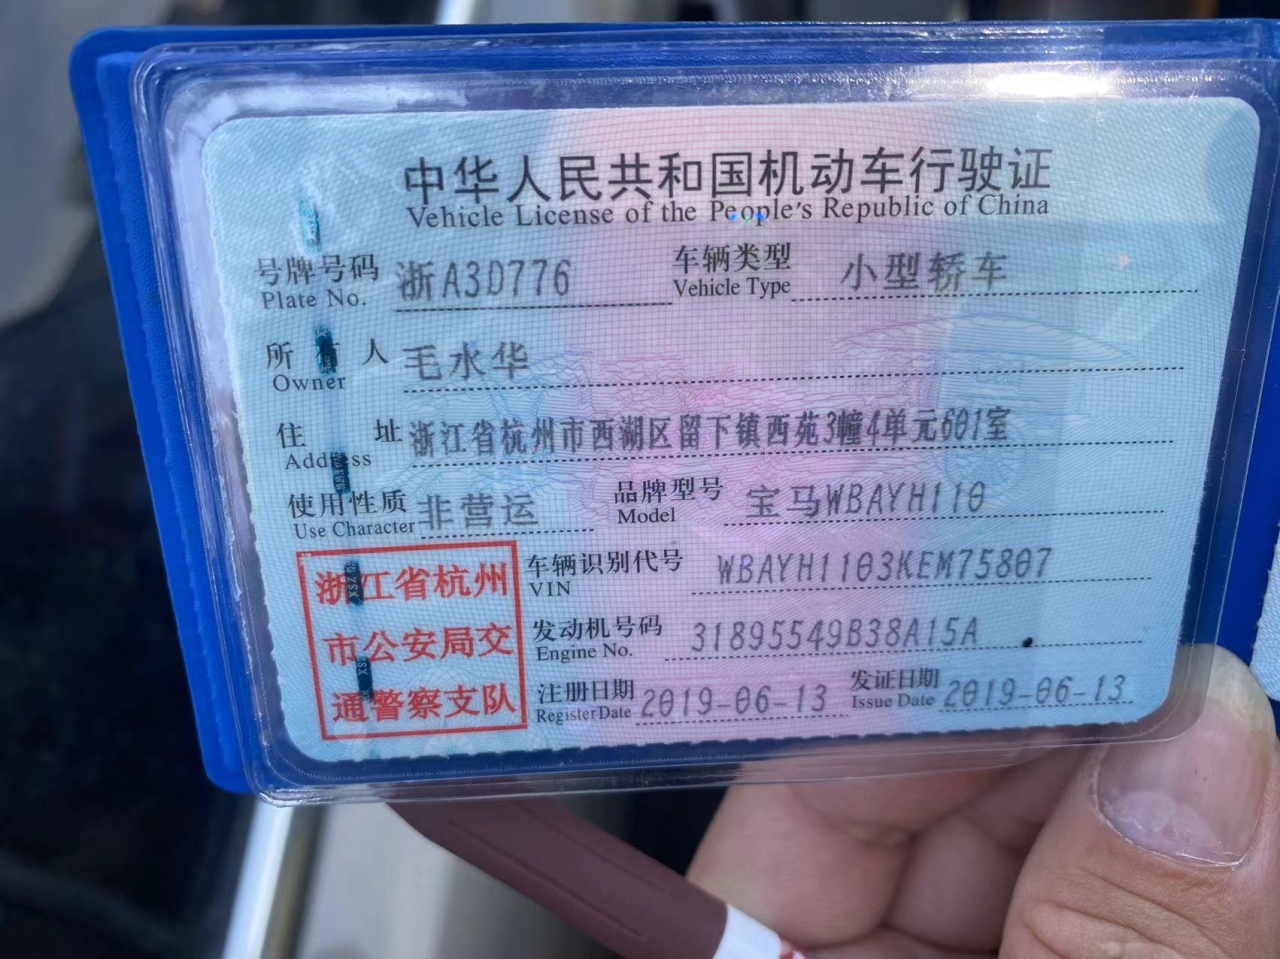 中华人民共和国机动车行驶证
Vehicle License of the People's Republic of China
号牌号码 浙A3D776 车辆类型 小型轿车
Plate No. Vehicle Type
所有人 毛水华
Owner
住址 浙江省杭州市西湖区留下镇西苑3幢4单元601室
Address
使用性质 非营运 品牌型号 宝马WBAYH110
Use Character Model
浙江省杭州
市公安局交
通警察支队
车辆识别代号 WBAYH1103KEM75807
VIN
发动机号码 31895549B38A15A
Engine No.
注册日期 2019-06-13 发证日期 2019-06-13
Register Date Issue Date